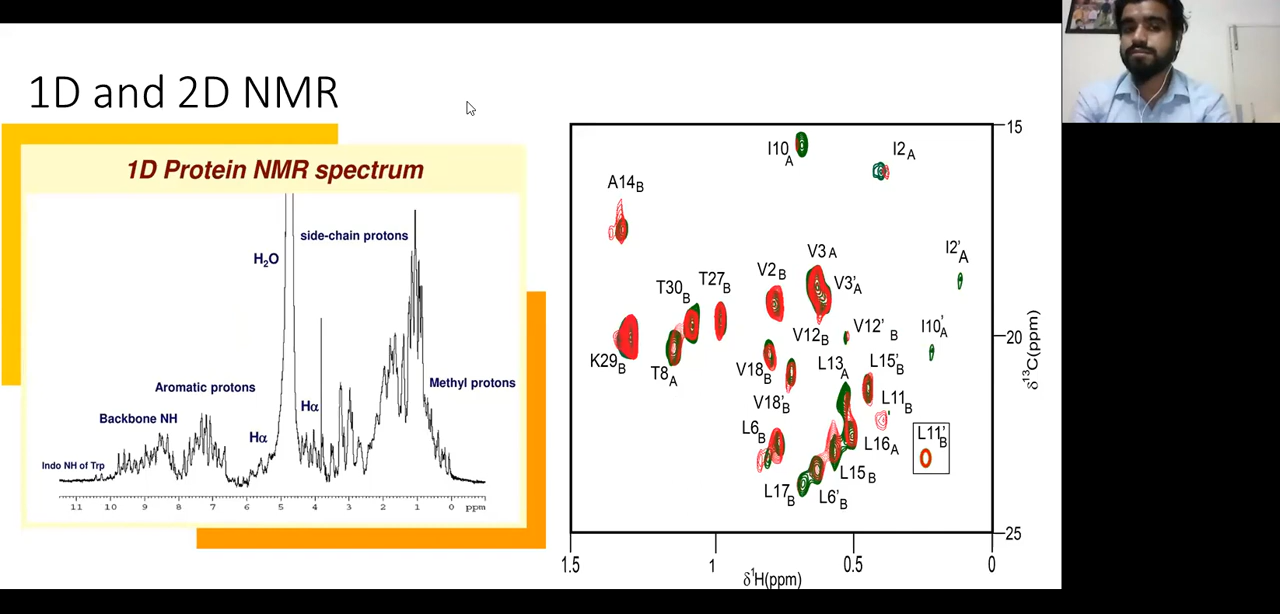 1D and 2D NMR
1D Protein NMR spectrum
side-chain protons
H2O
Methyl protons
Aromatic protons
Hα
Backbone NH
Hα
Indo NH of Trp
11 10 9 8 7 6 5 4 3 2 1 0 ppm
15
I10A
I2A
A14B
I2'A
V3A
V2B
V3'A
T27B
T30B
I10'A
V12B
V12'B
20
K29B
T8A
V18B
L13A
L15'B
V18'B
L11B
L6B
L16A
L11'B
L15B
L17B
L6'B
25
δ13C(ppm)
1.5 1 0.5 0
δ1H(ppm)